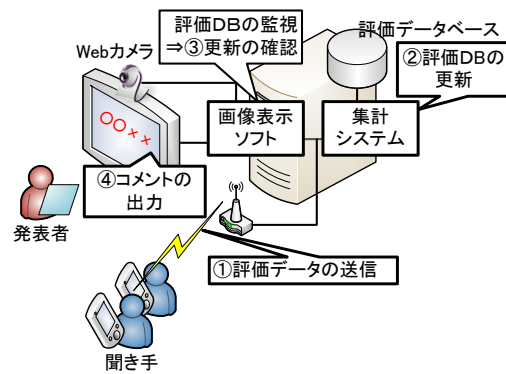 評価DBの監視
⇒③更新の確認
評価データベース
Webカメラ
②評価DBの
更新
画像表示
ソフト
集計
システム
○○××
④コメントの
出力
発表者
①評価データの送信
聞き手